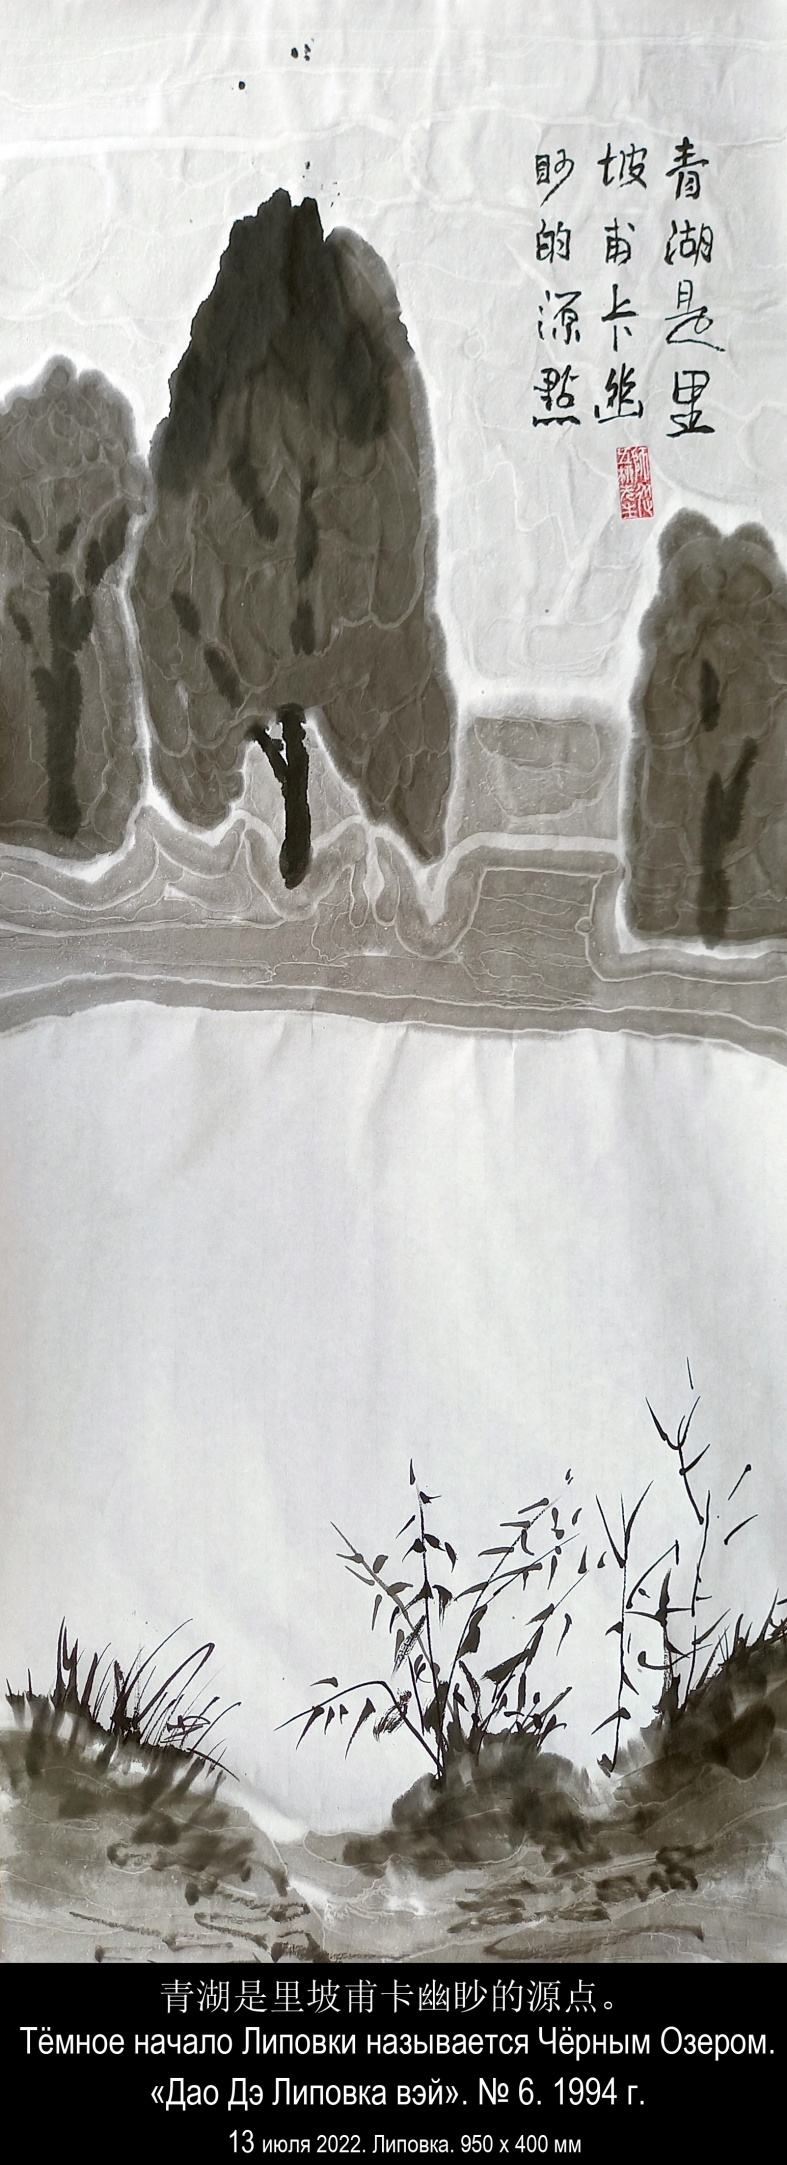 青湖是里
坡甫卡幽
眇的源點
青湖是里坡甫卡幽眇的源点。
Тёмное начало Липовки называется Чёрным Озером.
«Дао Дэ Липовка вэй». № 6. 1994 г.
13 июля 2022. Липовка. 950 х 400 мм